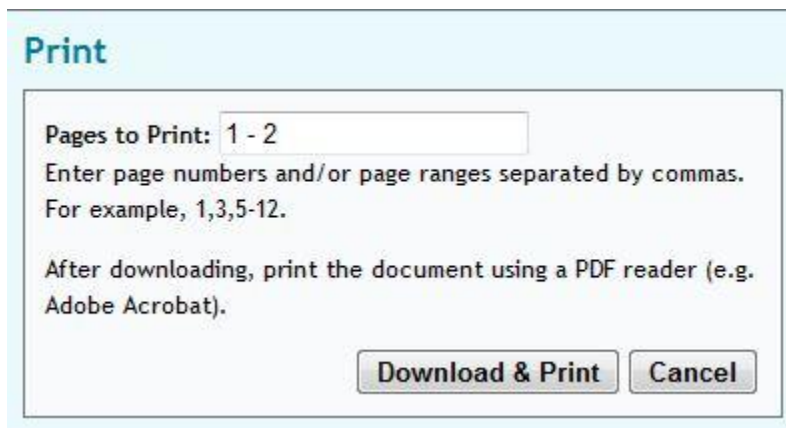 Print
Pages to Print: 1 - 2
Enter page numbers and/or page ranges separated by commas.
For example, 1,3,5-12.
After downloading, print the document using a PDF reader (e.g.
Adobe Acrobat).
Download & Print Cancel